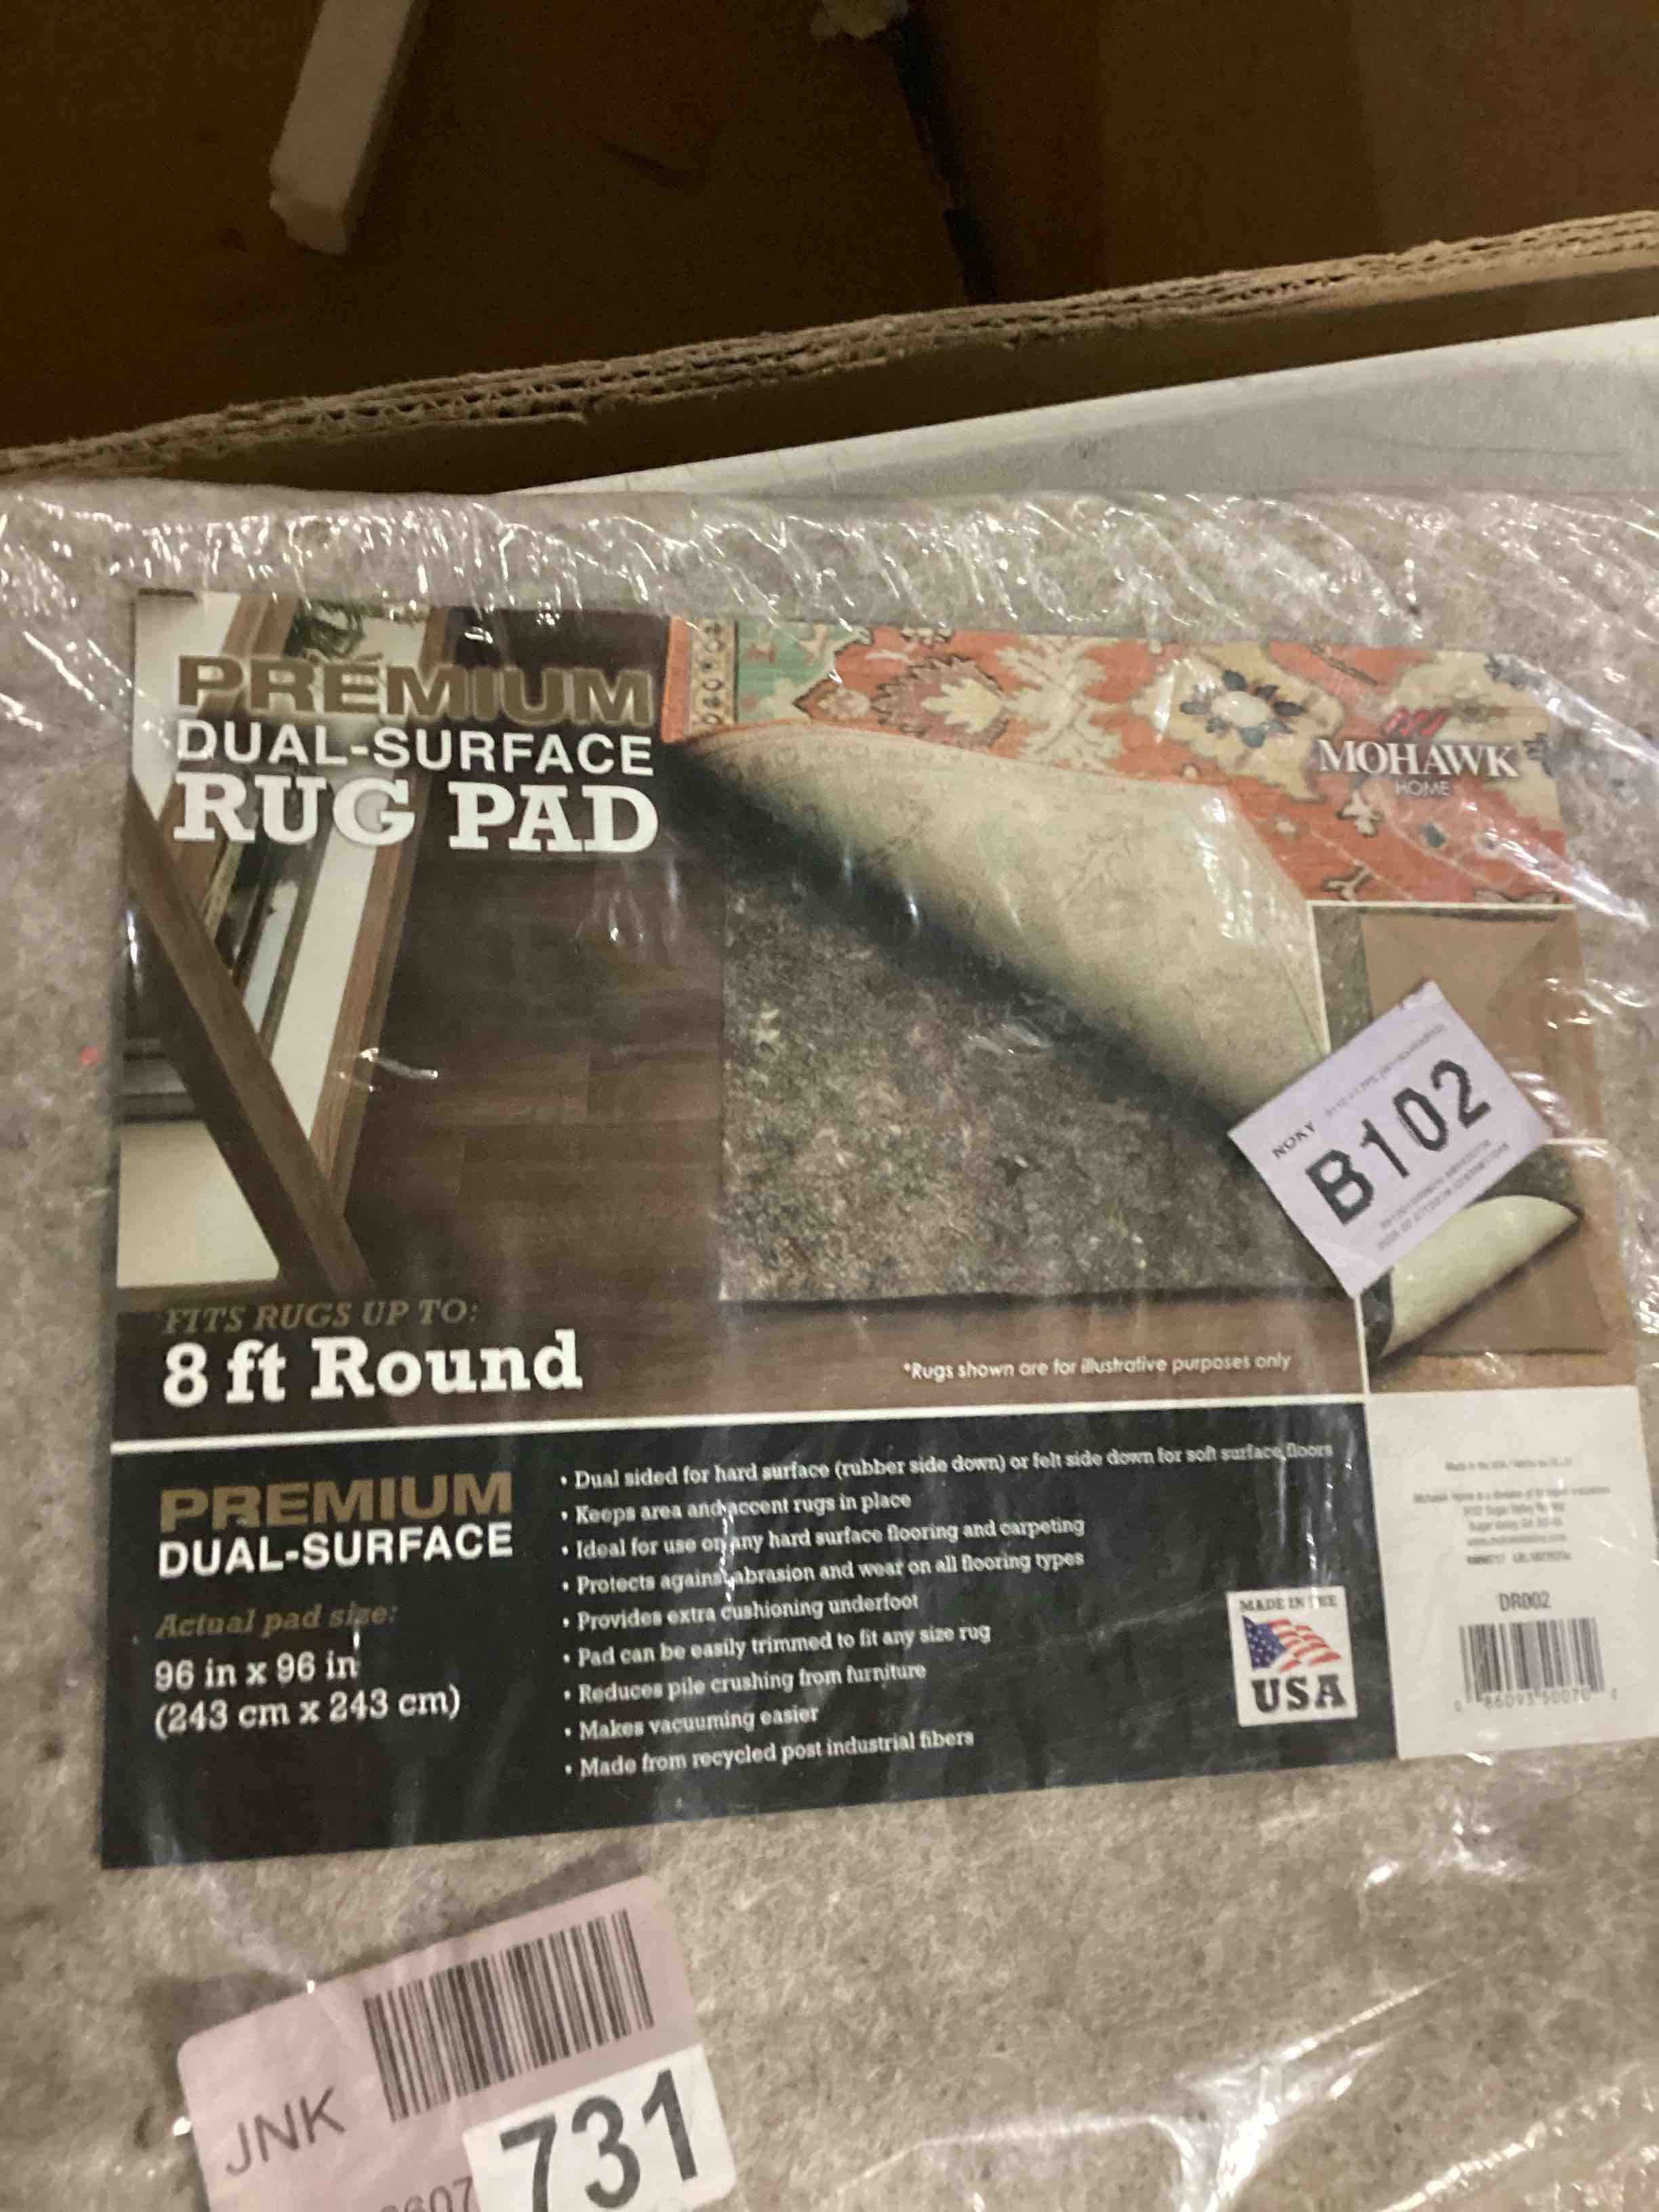 PREMIUM
DUAL-SURFACE
RUG PAD
MOHAWK
HOME
NOKY
B102
FITS RUGS UP TO:
8 ft Round
*Rugs shown are for illustrative purposes only
PREMIUM
DUAL-SURFACE
Actual pad size:
96 in x 96 in
(243 cm x 243 cm)
• Dual sided for hard surface (rubber side down) or felt side down for soft surface floors
• Keeps area and accent rugs in place
• Ideal for use on any hard surface flooring and carpeting
• Protects against abrasion and wear on all flooring types
• Provides extra cushioning underfoot
• Pad can be easily trimmed to fit any size rug
• Reduces pile crushing from furniture
• Makes vacuuming easier
• Made from recycled post industrial fibers
MADE IN THE
USA
DR002
JNK
731